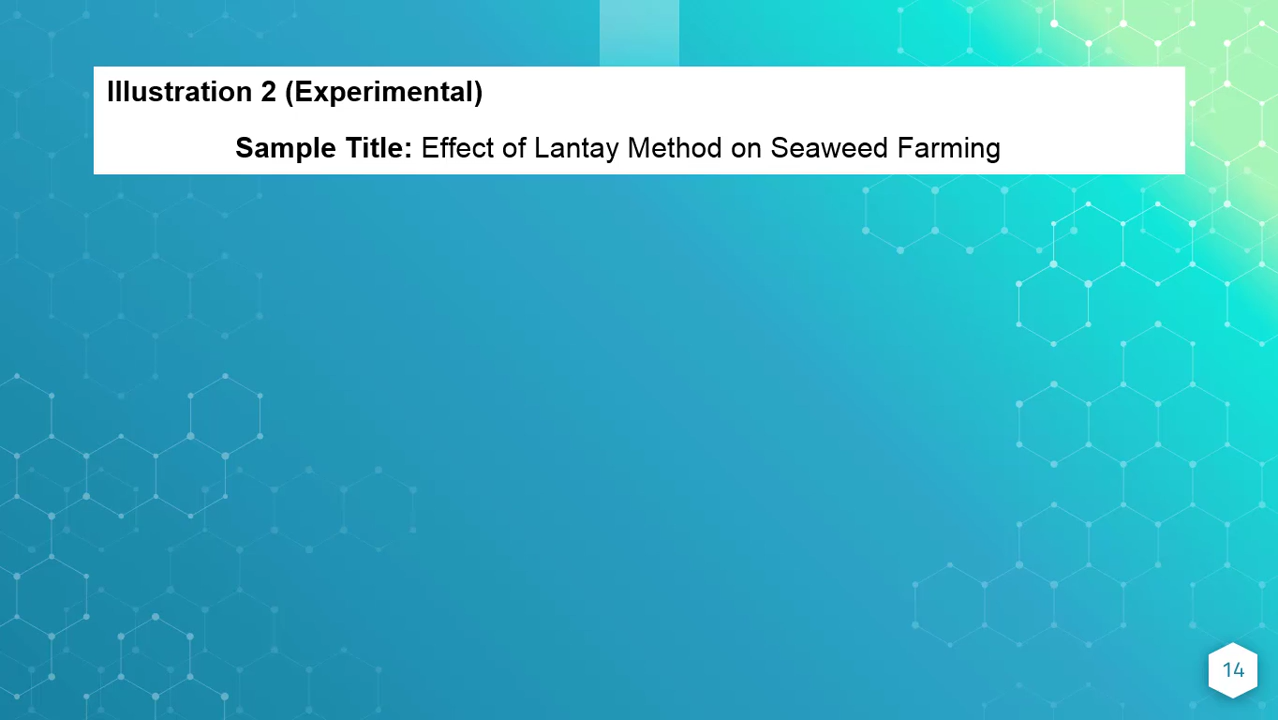 Illustration 2 (Experimental)
Sample Title: Effect of Lantay Method on Seaweed Farming
14